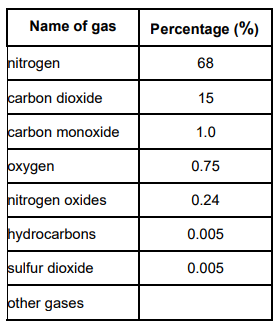 Name of gas Percentage (%)
nitrogen 68
carbon dioxide 15
carbon monoxide 1.0
oxygen 0.75
nitrogen oxides 0.24
hydrocarbons 0.005
sulfur dioxide 0.005
other gases